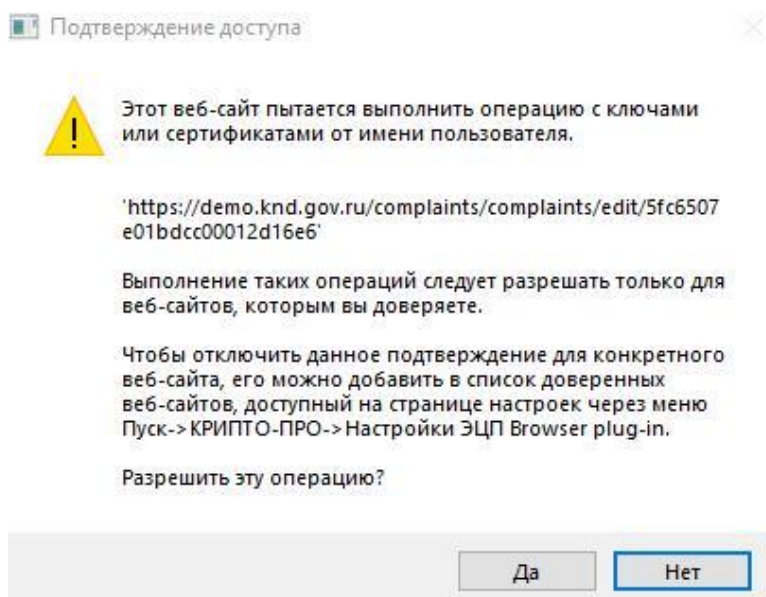 Подтверждение доступа
Этот веб-сайт пытается выполнить операцию с ключами
или сертификатами от имени пользователя.
'https://demo.knd.gov.ru/complaints/complaints/edit/5fc6507
e01bdcc00012d16e6'
Выполнение таких операций следует разрешать только для
веб-сайтов, которым вы доверяете.
Чтобы отключить данное подтверждение для конкретного
веб-сайта, его можно добавить в список доверенных
веб-сайтов, доступный на странице настроек через меню
Пуск->КРИПТО-ПРО->Настройки ЭЦП Browser plug-in.
Разрешить эту операцию?
Да
Нет